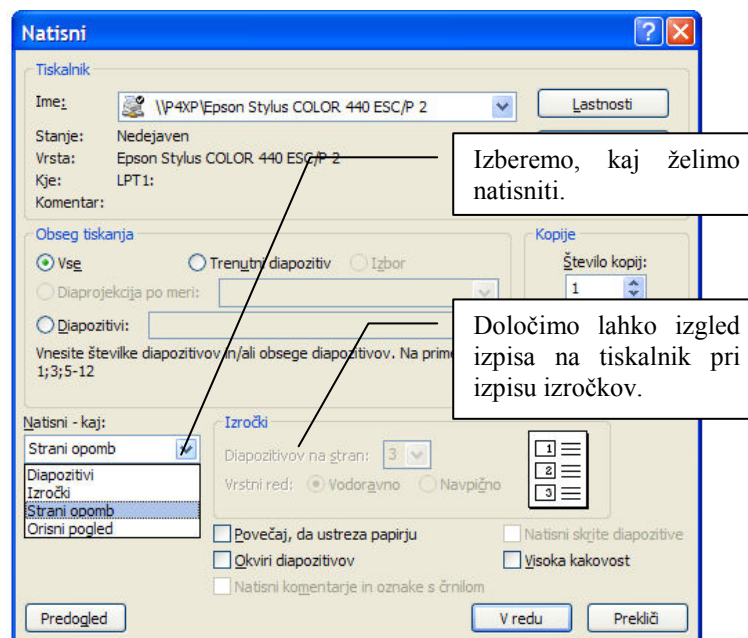 Natisni
Tiskalnik
Ime:
\\P4XP\Epson Stylus COLOR 440 ESC/P 2
Lastnosti
Stanje: Nedejaven
Vrsta: Epson Stylus COLOR 440 ESC/P 2
Kje: LPT1:
Komentar:
Izberemo, kaj želimo
natisniti.
Obseg tiskanja
Vse
Trenutni diapozitiv
Izbor
Diaprojekcija po meri:
Diapozitivi:
Vnesite številke diapozitivov in/ali obsege diapozitivov. Na prime
1;3;5-12
Kopije
Število kopij:
1
Določimo lahko izgled
izpisa na tiskalnik pri
izpisu izročkov.
Natisni - kaj:
Strani opomb
Diapozitivi
Izročki
Strani opomb
Orisni pogled
Izročki
Diapozitivov na stran: 3
Vrstni red: Vodoravno Navpično
1
2
3
Povečaj, da ustreza papirju
Natisni skrite diapozitive
Okviri diapozitivov
Visoka kakovost
Natisni komentarje in oznake s črnilom
Predogled
V redu
Prekliči